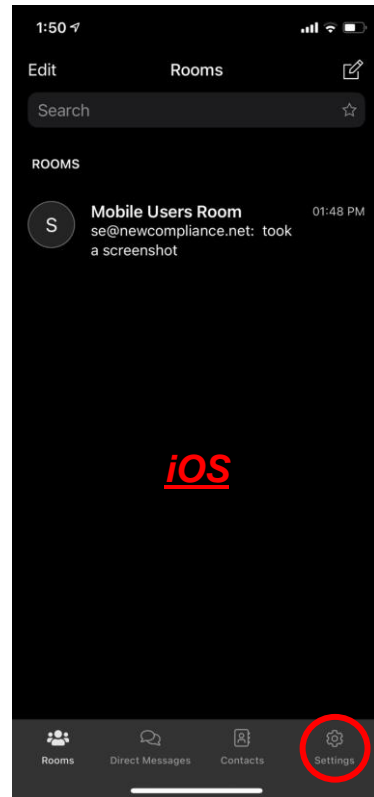 1:50
Edit Rooms
Search
ROOMS
S Mobile Users Room 01:48 PM
se@newcompliance.net: took
a screenshot
iOS
Rooms Direct Messages Contacts Settings